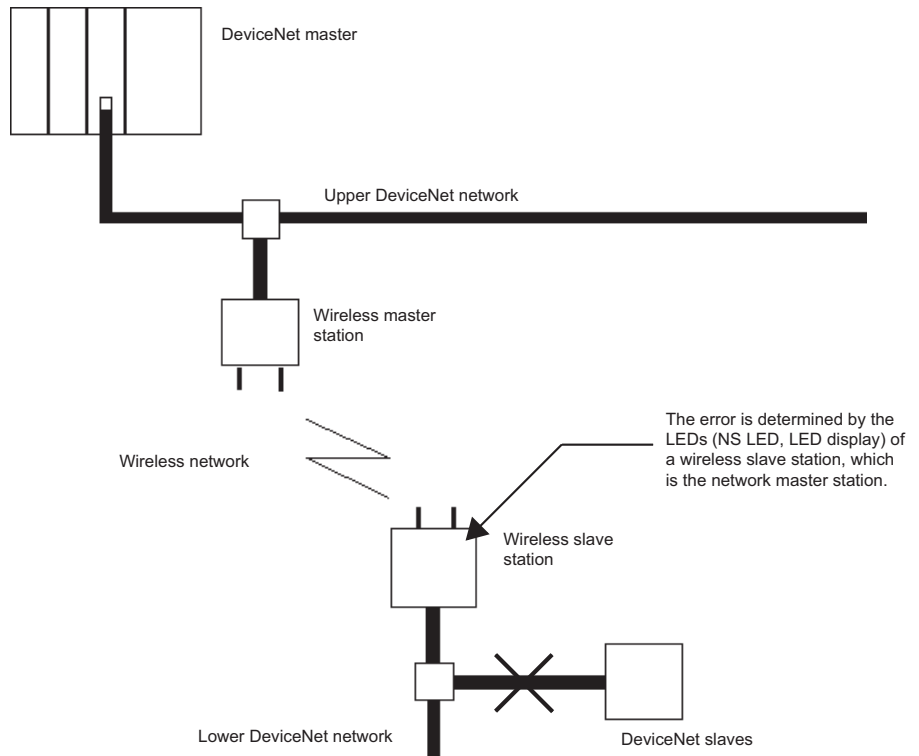 DeviceNet master
Upper DeviceNet network
Wireless master
station
The error is determined by the
LEDs (NS LED, LED display) of
a wireless slave station, which
is the network master station.
Wireless network
Wireless slave
station
Lower DeviceNet network
DeviceNet slaves